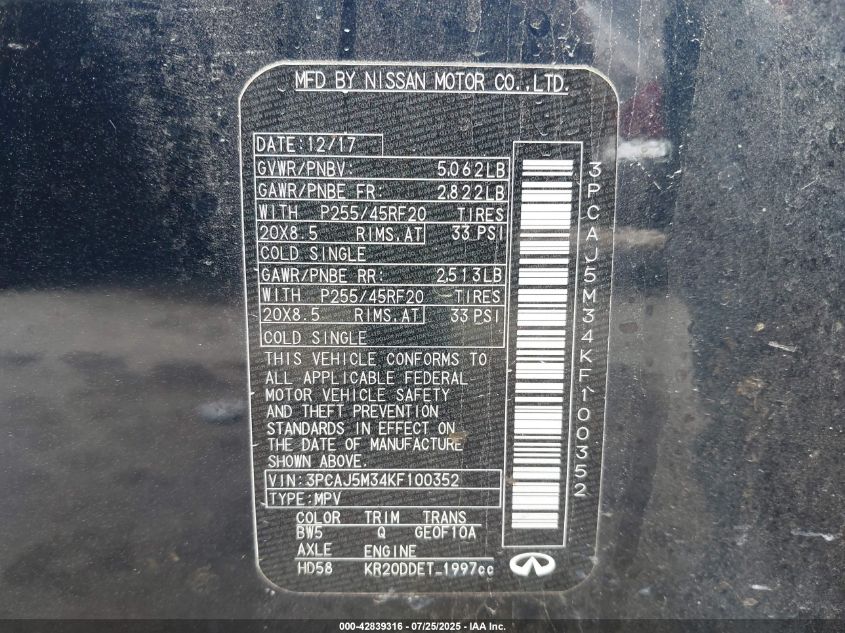 MFD BY NISSAN MOTOR CO.,LTD.
DATE:12/17
GVWR/PNBV: 5,062LB
GAWR/PNBE FR: 2,822LB
WITH P255/45RF20 TIRES
20X8.5 RIMS,AT 33 PSI
COLD SINGLE
GAWR/PNBE RR: 2,513LB
WITH P255/45RF20 TIRES
20X8.5 RIMS,AT 33 PSI
COLD SINGLE
THIS VEHICLE CONFORMS TO
ALL APPLICABLE FEDERAL
MOTOR VEHICLE SAFETY
AND THEFT PREVENTION
STANDARDS IN EFFECT ON
THE DATE OF MANUFACTURE
SHOWN ABOVE.
VIN:3PCAJ5M34KF100352
TYPE:MPV
COLOR TRIM TRANS
BW5 Q GE0F10A
AXLE ENGINE
HD58 KR20DDET_1997cc
3PCAJ5M34KF100352
000-42839316 - 07/25/2025 - IAA Inc.